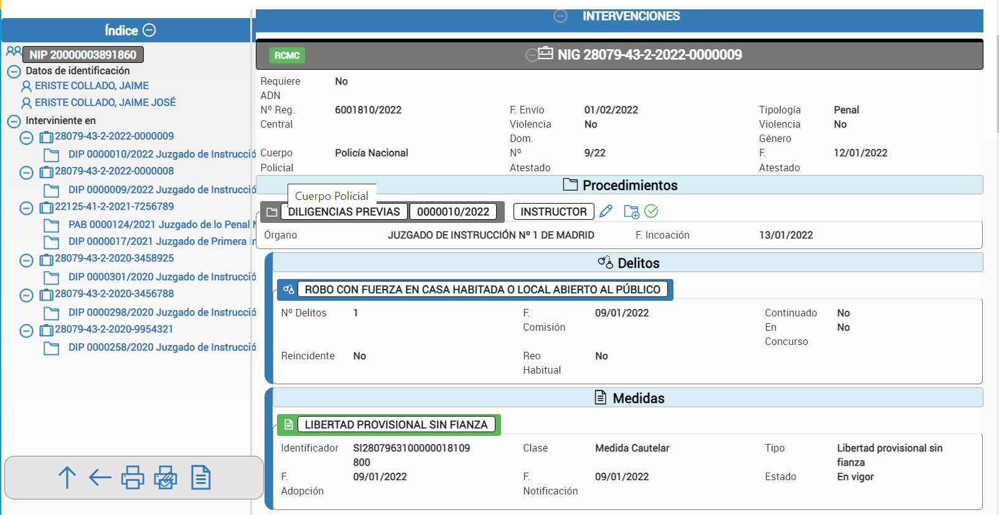 Índice
NIP 20000003891860
Datos de identificación
ERISTE COLLADO, JAIME
ERISTE COLLADO, JAIME JOSÉ
Interviniente en
28079-43-2-2022-0000009
DIP 0000010/2022 Juzgado de Instrucció
28079-43-2-2022-0000008
DIP 0000009/2022 Juzgado de Instrucció
22125-41-2-2021-7256789
PAB 0000124/2021 Juzgado de lo Penal N
DIP 0000017/2021 Juzgado de Primera In
28079-43-2-2020-3458925
DIP 0000301/2020 Juzgado de Instrucció
28079-43-2-2020-3456788
DIP 0000298/2020 Juzgado de Instrucció
28079-43-2-2020-9954321
DIP 0000258/2020 Juzgado de Instrucció
INTERVENCIONES
RCMC NIG 28079-43-2-2022-0000009
Requiere No
ADN
Nº Reg. 6001810/2022 F. Envío 01/02/2022 Tipología Penal
Central Violencia No Violencia No
Dom. Género
Cuerpo Policía Nacional Nº 9/22 F. 12/01/2022
Policial Atestado Atestado
Procedimientos
Cuerpo Policial
DILIGENCIAS PREVIAS 0000010/2022 INSTRUCTOR
Órgano JUZGADO DE INSTRUCCIÓN Nº 1 DE MADRID F. Incoación 13/01/2022
Delitos
ROBO CON FUERZA EN CASA HABITADA O LOCAL ABIERTO AL PÚBLICO
Nº Delitos 1 F. 09/01/2022 Continuado No
Comisión En No
Concurso
Reincidente No Reo No
Habitual
Medidas
LIBERTAD PROVISIONAL SIN FIANZA
Identificador SI2807963100000018109 Clase Medida Cautelar Tipo Libertad provisional sin
800 fianza
F. 09/01/2022 F. 09/01/2022 Estado En vigor
Adopción Notificación